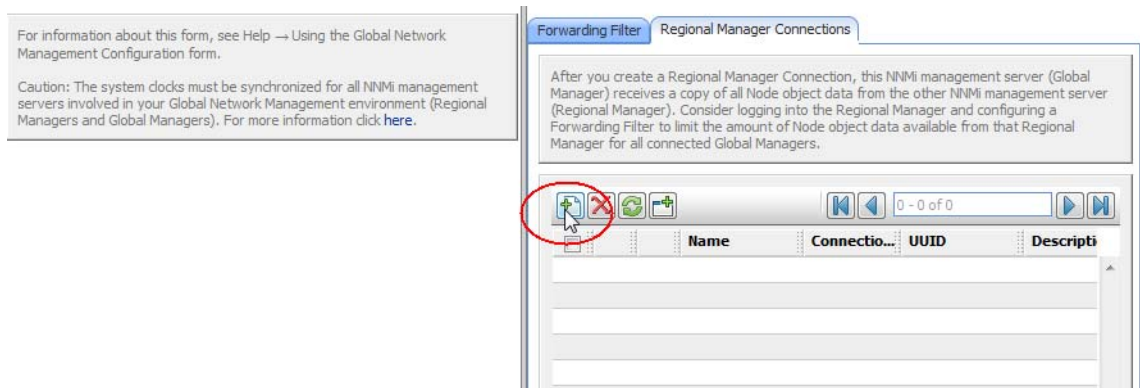 For information about this form, see Help → Using the Global Network
Management Configuration form.
Caution: The system clocks must be synchronized for all NNMi management
servers involved in your Global Network Management environment (Regional
Managers and Global Managers). For more information click here.
Forwarding Filter
Regional Manager Connections
After you create a Regional Manager Connection, this NNMi management server (Global
Manager) receives a copy of all Node object data from the other NNMi management server
(Regional Manager). Consider logging into the Regional Manager and configuring a
Forwarding Filter to limit the amount of Node object data available from that Regional
Manager for all connected Global Managers.
0 - 0 of 0
Name Connectio... UUID Descripti